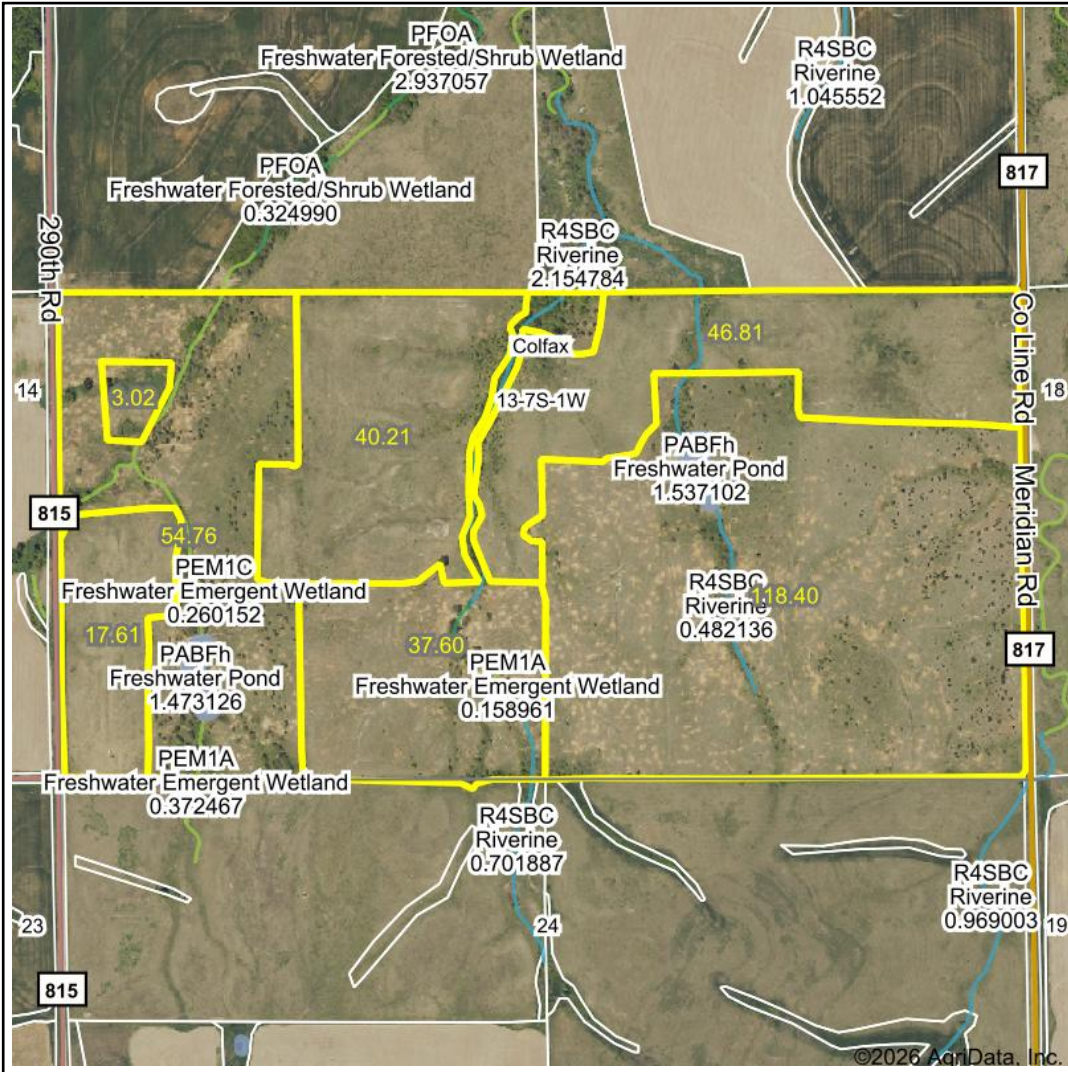 PFOA
Freshwater Forested/Shrub Wetland
2.937057
R4SBC
Riverine
1.045552
PFOA
Freshwater Forested/Shrub Wetland
0.324990
817
290th Rd
R4SBC
Riverine
2.154784
Co Line Rd
46.81
Colfax
14
3.02
13-7S-1W
18
40.21
PABFh
Freshwater Pond
1.537102
Meridian Rd
815
54.76
PEM1C
Freshwater Emergent Wetland
0.260152
R4SBC
Riverine
0.482136
118.40
17.61
37.60
817
PABFh
Freshwater Pond
1.473126
PEM1A
Freshwater Emergent Wetland
0.158961
PEM1A
Freshwater Emergent Wetland
0.372467
R4SBC
Riverine
0.701887
R4SBC
Riverine
0.969003
23
24
19
815
©2026 AgriData, Inc.